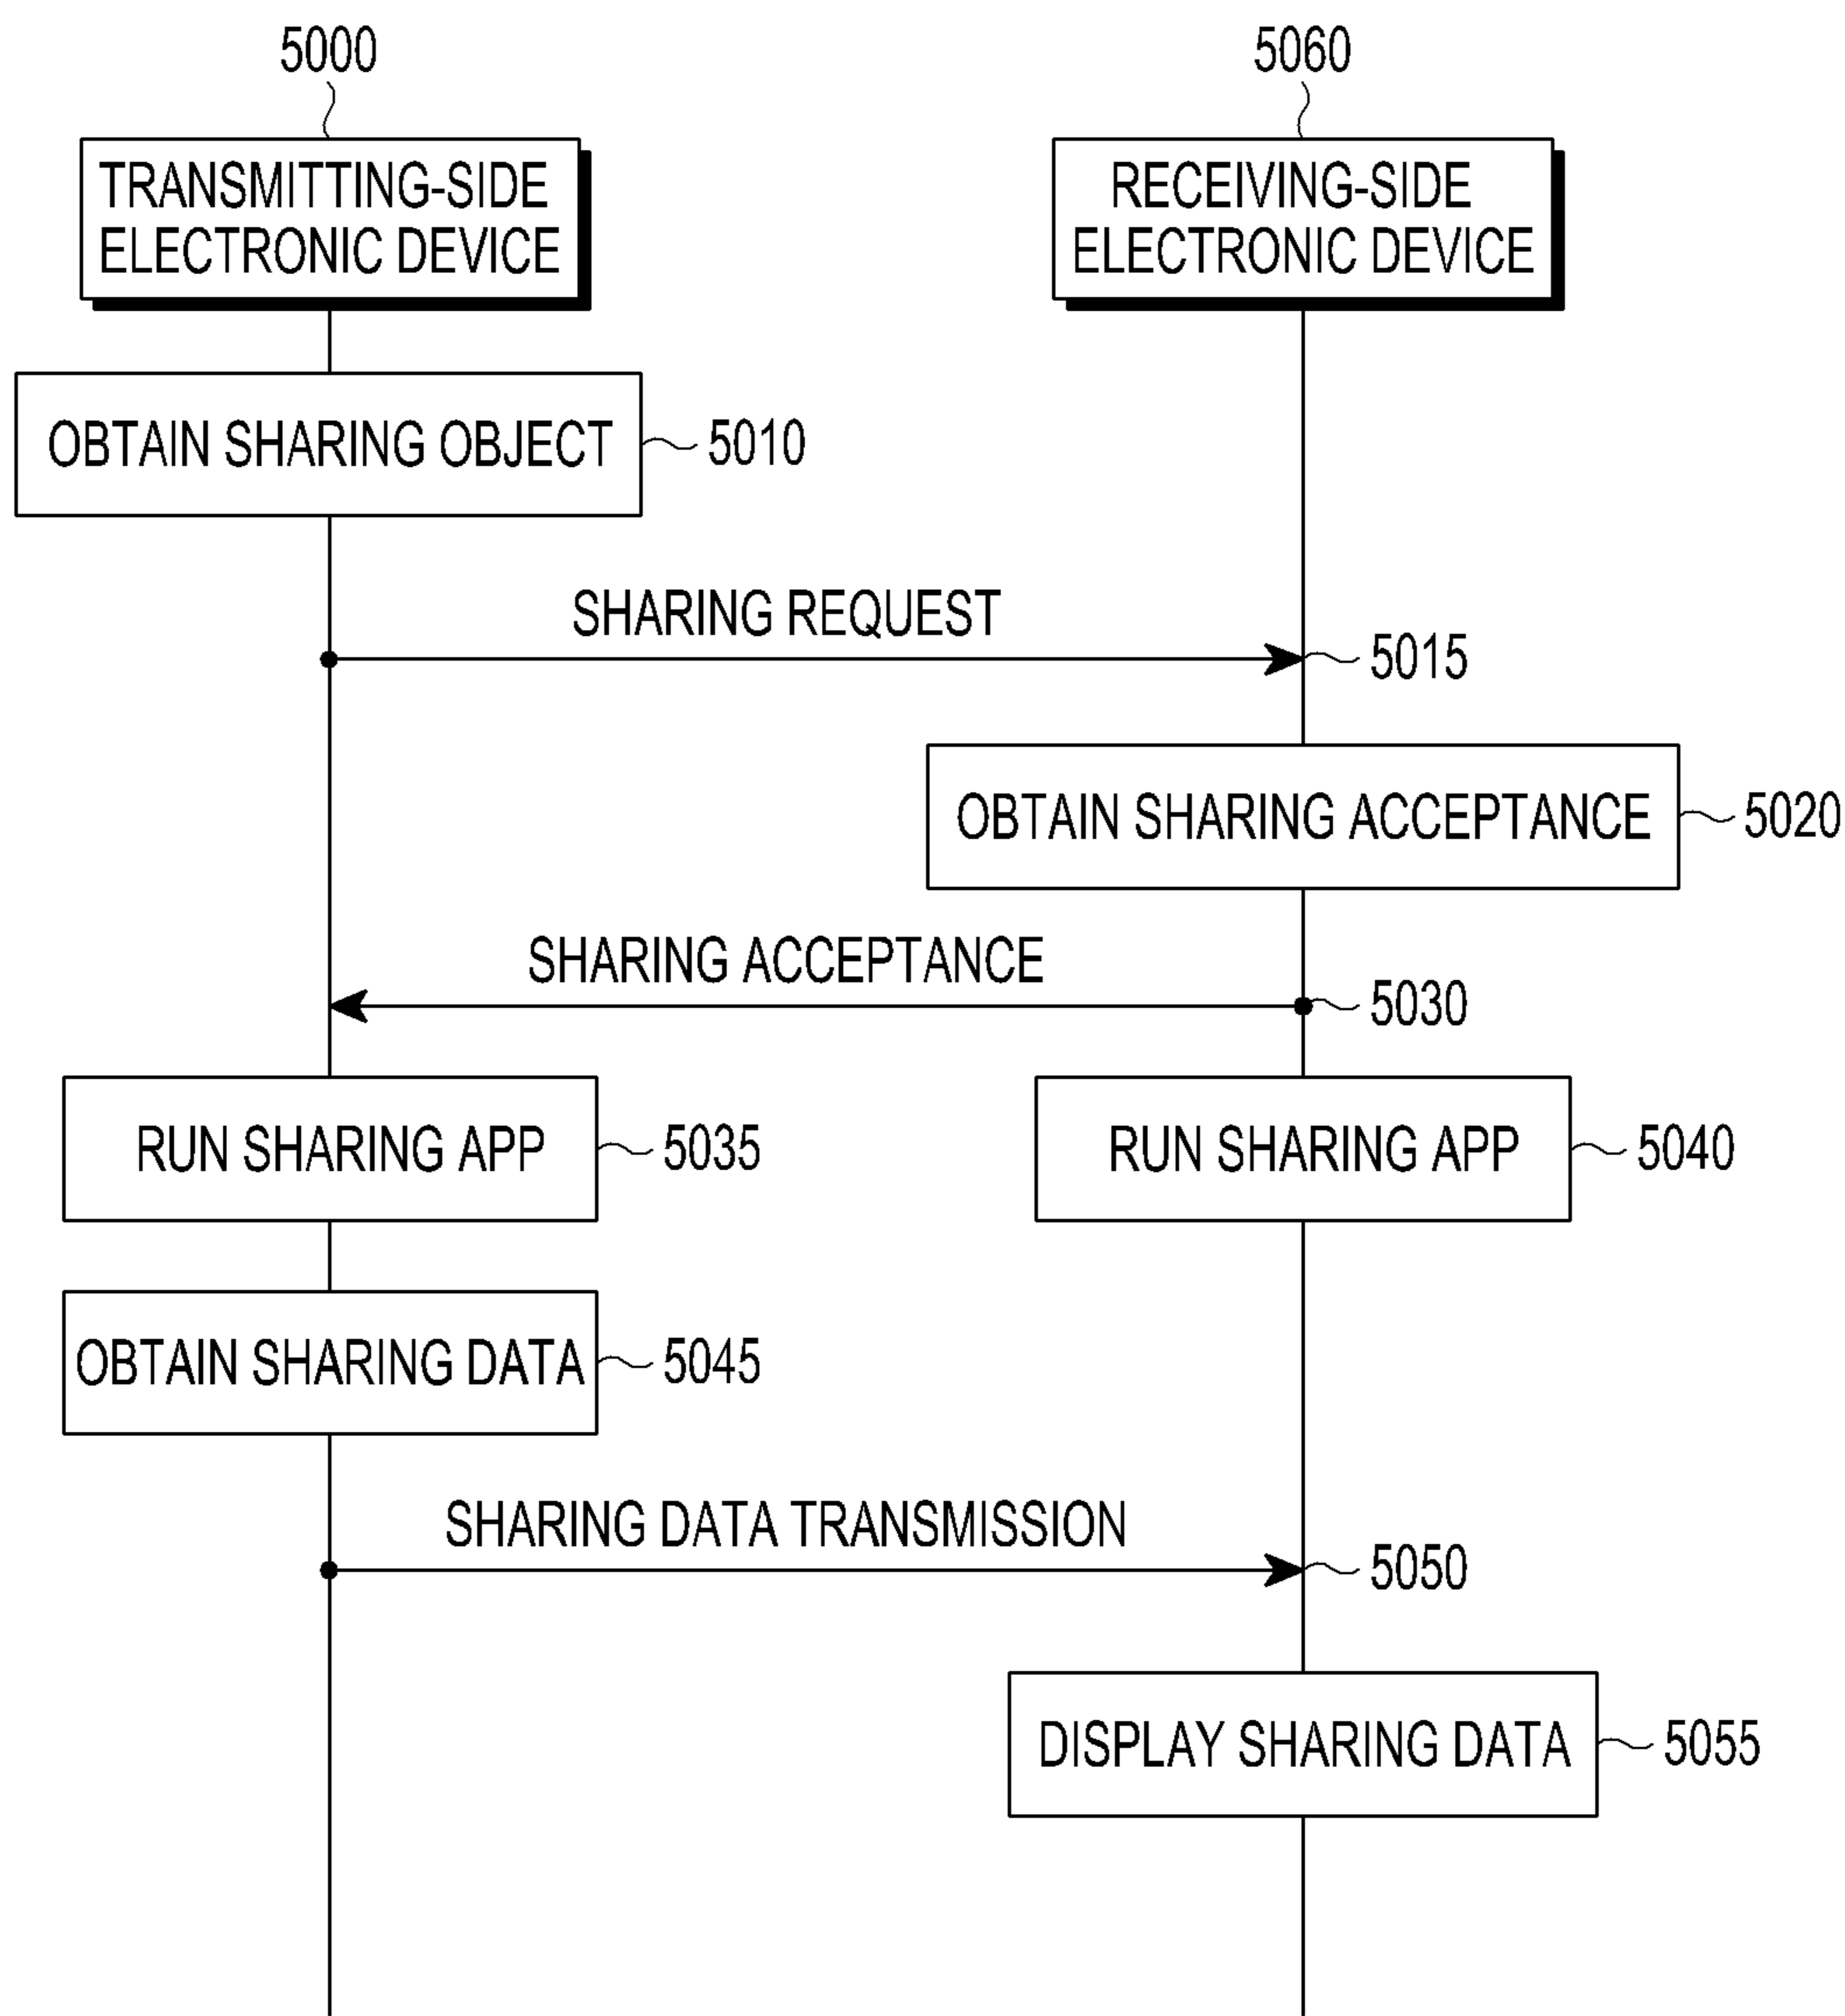 5000
5060
TRANSMITTING-SIDE
ELECTRONIC DEVICE
RECEIVING-SIDE
ELECTRONIC DEVICE
OBTAIN SHARING OBJECT
5010
SHARING REQUEST
5015
OBTAIN SHARING ACCEPTANCE
5020
SHARING ACCEPTANCE
5030
RUN SHARING APP
5035
RUN SHARING APP
5040
OBTAIN SHARING DATA
5045
SHARING DATA TRANSMISSION
5050
DISPLAY SHARING DATA
5055